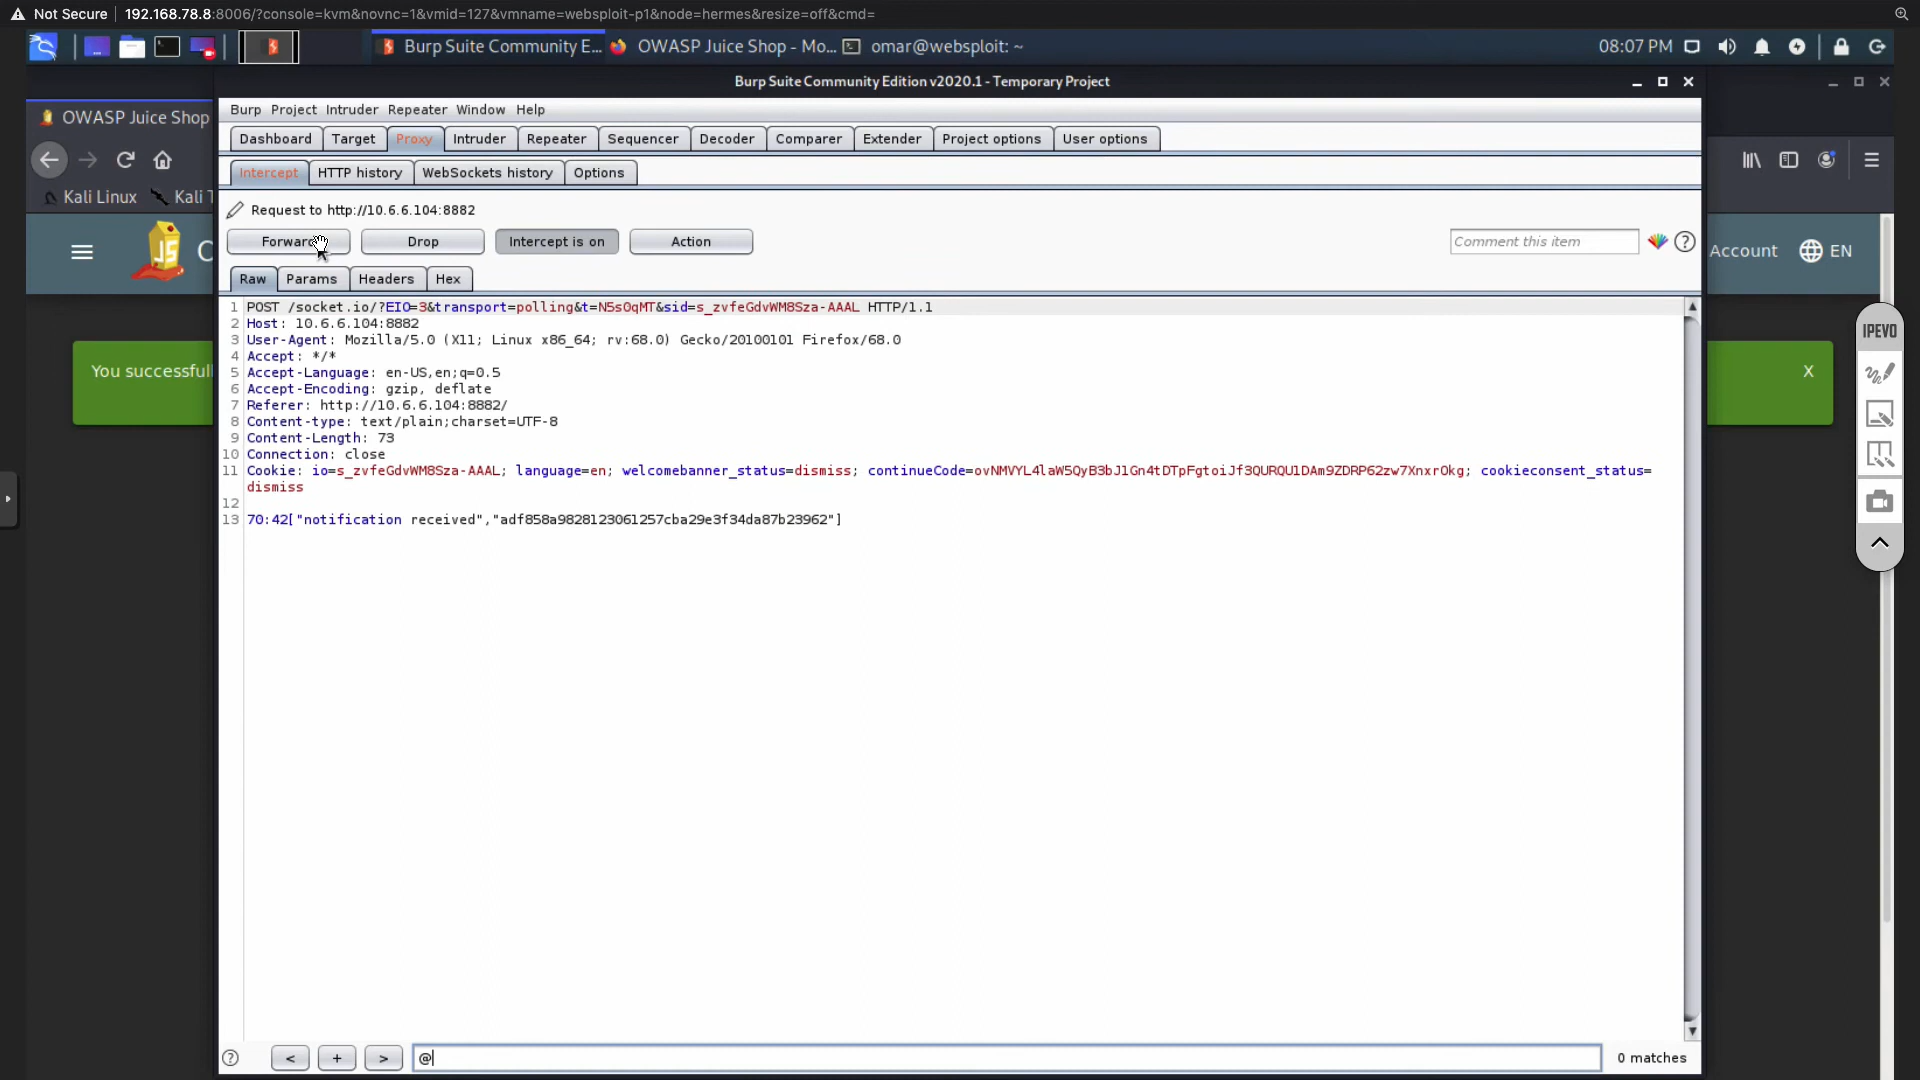 Not Secure 192.168.78.8:8006/?console=kvm&novnc=1&vmid=127&vmname=websploit-p1&node=hermes&resize=off&cmd=
Burp Suite Community E... OWASP Juice Shop - Mo... omar@websploit: ~ 08:07 PM
Burp Suite Community Edition v2020.1 - Temporary Project
OWASP Juice Shop
Burp Project Intruder Repeater Window Help
Dashboard Target Proxy Intruder Repeater Sequencer Decoder Comparer Extender Project options User options
Intercept HTTP history WebSockets history Options
Kali Linux Kali T
Request to http://10.6.6.104:8882
Forward Drop Intercept is on Action Comment this item
JS O Account EN
Raw Params Headers Hex
1 POST /socket.io/?EIO=3&transport=polling&t=N5s0qMT&sid=s_zvfeGdvWM8Sza-AAAL HTTP/1.1
2 Host: 10.6.6.104:8882
3 User-Agent: Mozilla/5.0 (X11; Linux x86_64; rv:68.0) Gecko/20100101 Firefox/68.0
4 Accept: */*
5 Accept-Language: en-US,en;q=0.5
6 Accept-Encoding: gzip, deflate
7 Referer: http://10.6.6.104:8882/
8 Content-type: text/plain;charset=UTF-8
9 Content-Length: 73
10 Connection: close
11 Cookie: io=s_zvfeGdvWM8Sza-AAAL; language=en; welcomebanner_status=dismiss; continueCode=ovNMVYL4laW5QyB3bJ1Gn4tDTpFgtoiJf3QURQU1DAm9ZDRP62zw7XnxrOkg; cookieconsent_status=
dismiss
12
13 70:42["notification received","adf858a9828123061257cba29e3f34da87b23962"]
You successful
X
IPEVO
? < + > @ 0 matches